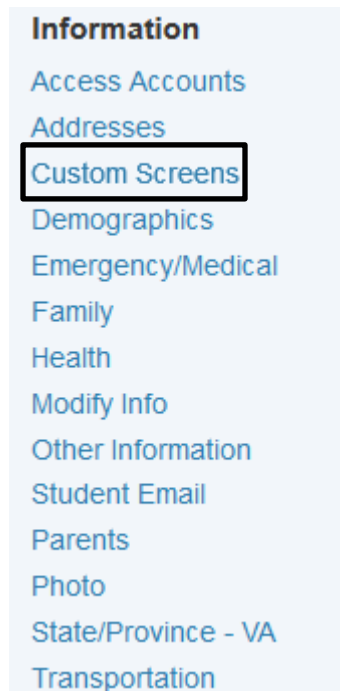 Information
Access Accounts
Addresses
Custom Screens
Demographics
Emergency/Medical
Family
Health
Modify Info
Other Information
Student Email
Parents
Photo
State/Province - VA
Transportation